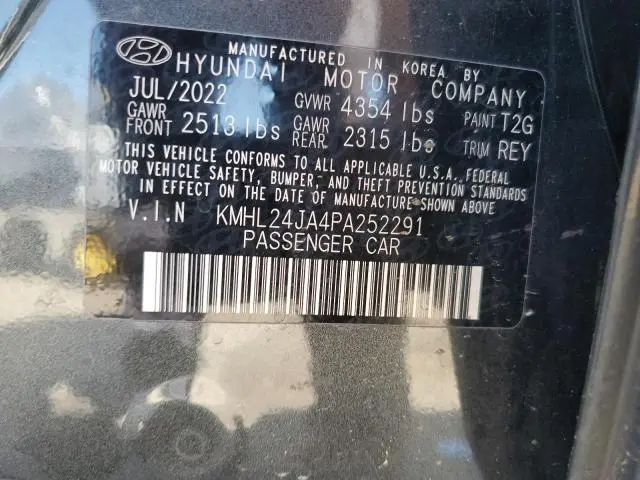 MANUFACTURED IN KOREA BY
HYUNDAI MOTOR COMPANY
JUL/2022 GVWR 4354 lbs PAINT T2G
GAWR FRONT 2513 lbs GAWR REAR 2315 lbs TRIM REY
THIS VEHICLE CONFORMS TO ALL APPLICABLE U.S.A., FEDERAL
MOTOR VEHICLE SAFETY, BUMPER, AND THEFT PREVENTION STANDARDS
IN EFFECT ON THE DATE OF MANUFACTURE SHOWN ABOVE
V.I.N KMHL24JA4PA252291
PASSENGER CAR